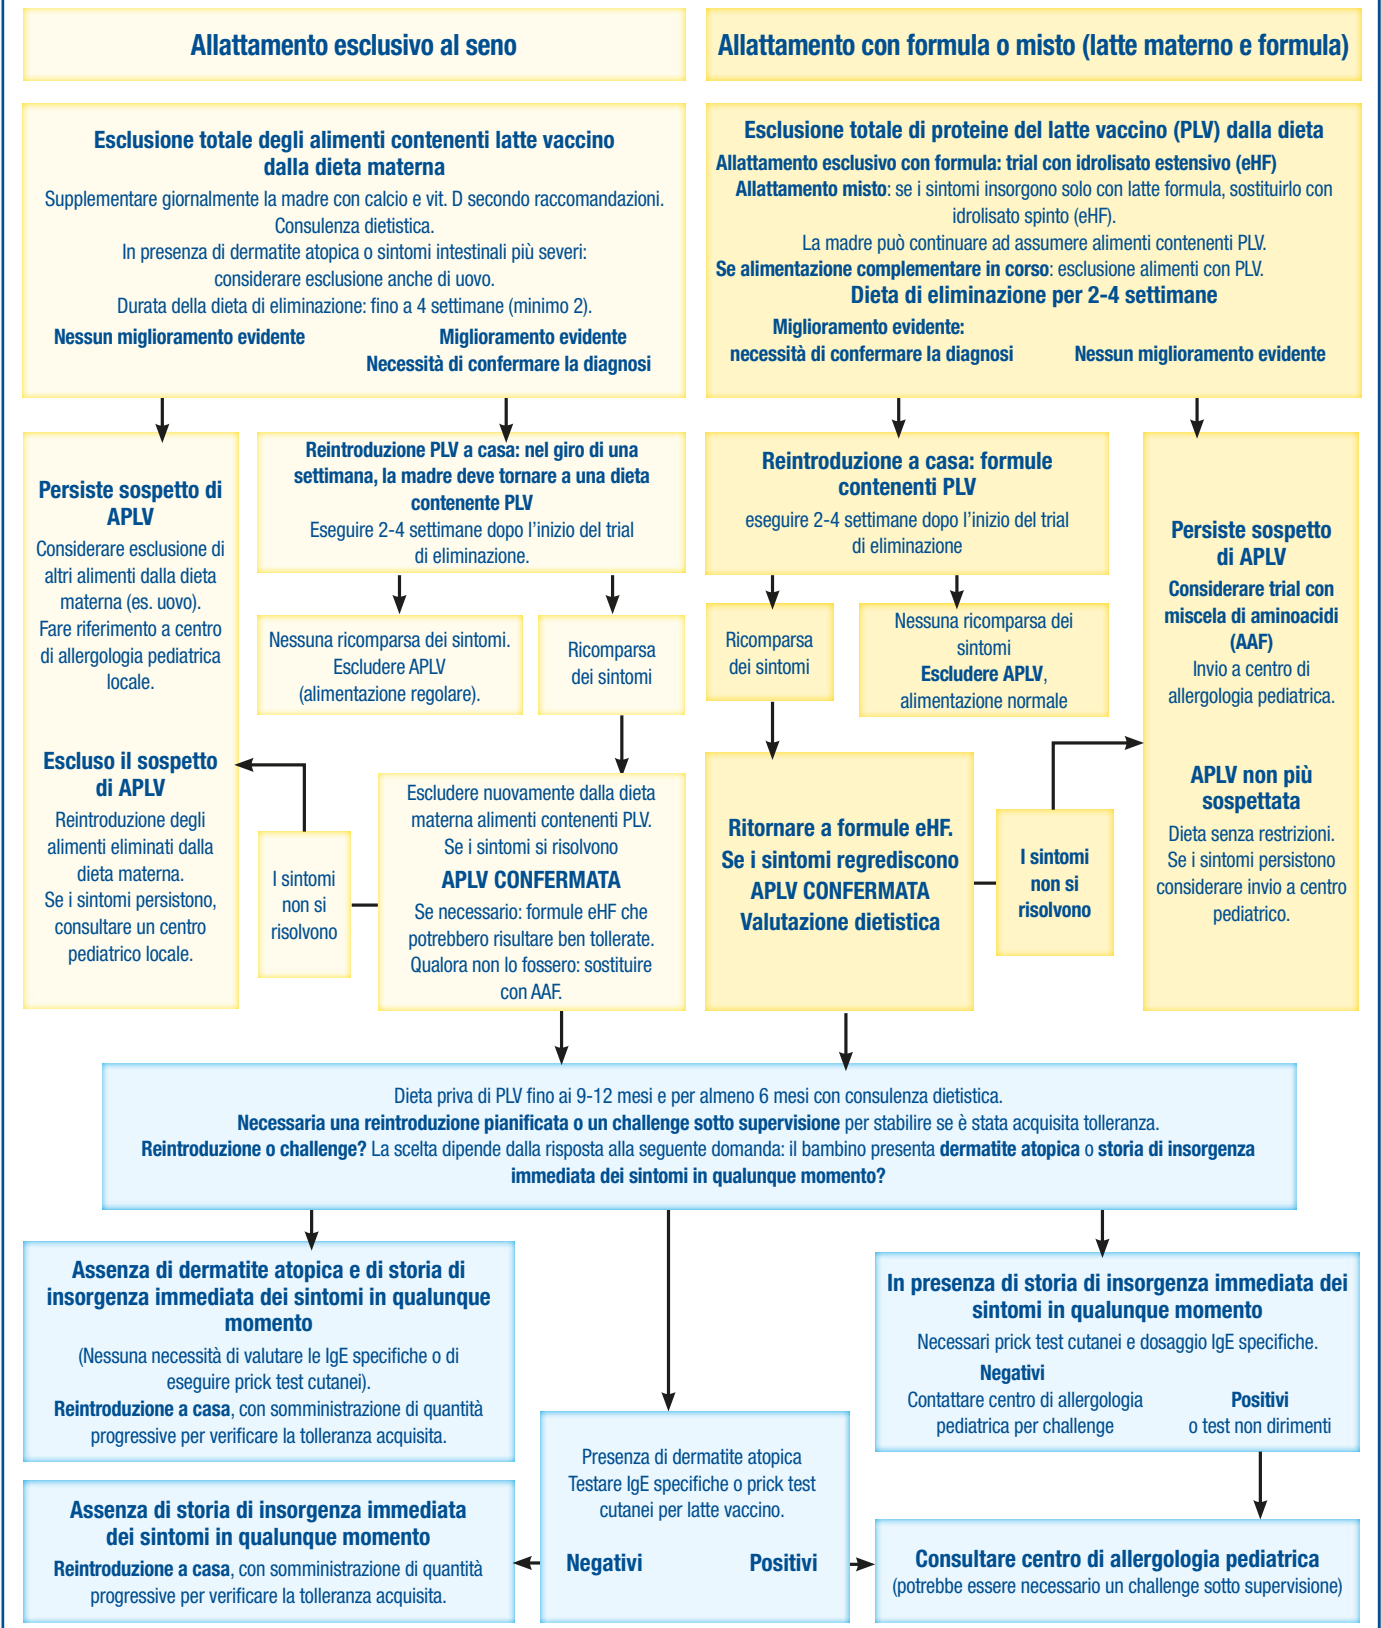 Allattamento esclusivo al seno
Allattamento con formula o misto (latte materno e formula)
Esclusione totale degli alimenti contenenti latte vaccino
dalla dieta materna
Supplementare giornalmente la madre con calcio e vit. D secondo raccomandazioni.
Consulenza dietistica.
In presenza di dermatite atopica o sintomi intestinali più severi:
considerare esclusione anche di uovo.
Durata della dieta di eliminazione: fino a 4 settimane (minimo 2).
Nessun miglioramento evidente
Miglioramento evidente
Necessità di confermare la diagnosi
Esclusione totale di proteine del latte vaccino (PLV) dalla dieta
Allattamento esclusivo con formula: trial con idrolisato estensivo (eHF)
Allattamento misto: se i sintomi insorgono solo con latte formula, sostituirlo con
idrolisato spinto (eHF).
La madre può continuare ad assumere alimenti contenenti PLV.
Se alimentazione complementare in corso: esclusione alimenti con PLV.
Dieta di eliminazione per 2-4 settimane
Miglioramento evidente:
necessità di confermare la diagnosi
Nessun miglioramento evidente
Persiste sospetto di
APLV
Considerare esclusione di
altri alimenti dalla dieta
materna (es. uovo).
Fare riferimento a centro
di allergologia pediatrica
locale.
Escluso il sospetto
di APLV
Reintroduzione degli
alimenti eliminati dalla
dieta materna.
Se i sintomi persistono,
consultare un centro
pediatrico locale.
Reintroduzione PLV a casa: nel giro di una
settimana, la madre deve tornare a una dieta
contenente PLV
Eseguire 2-4 settimane dopo l'inizio del trial
di eliminazione.
Nessuna ricomparsa dei sintomi.
Escludere APLV
(alimentazione regolare).
Ricomparsa
dei sintomi
I sintomi
non si
risolvono
Escludere nuovamente dalla dieta
materna alimenti contenenti PLV.
Se i sintomi si risolvono
APLV CONFERMATA
Se necessario: formule eHF che
potrebbero risultare ben tollerate.
Qualora non lo fossero: sostituire
con AAF.
Reintroduzione a casa: formule
contenenti PLV
eseguire 2-4 settimane dopo l'inizio del trial
di eliminazione
Ricomparsa
dei sintomi
Nessuna ricomparsa dei
sintomi
Escludere APLV,
alimentazione normale
Ritornare a formule eHF.
Se i sintomi regrediscono
APLV CONFERMATA
Valutazione dietistica
I sintomi
non si
risolvono
Persiste sospetto
di APLV
Considerare trial con
miscela di aminoacidi
(AAF)
Invio a centro di
allergologia pediatrica.
APLV non più
sospettata
Dieta senza restrizioni.
Se i sintomi persistono
considerare invio a centro
pediatrico.
Dieta priva di PLV fino ai 9-12 mesi e per almeno 6 mesi con consulenza dietistica.
Necessaria una reintroduzione pianificata o un challenge sotto supervisione per stabilire se è stata acquisita tolleranza.
Reintroduzione o challenge? La scelta dipende dalla risposta alla seguente domanda: il bambino presenta dermatite atopica o storia di insorgenza
immediata dei sintomi in qualunque momento?
Assenza di dermatite atopica e di storia di
insorgenza immediata dei sintomi in qualunque
momento
(Nessuna necessità di valutare le IgE specifiche o di
eseguire prick test cutanei).
Reintroduzione a casa, con somministrazione di quantità
progressive per verificare la tolleranza acquisita.
Assenza di storia di insorgenza immediata
dei sintomi in qualunque momento
Reintroduzione a casa, con somministrazione di quantità
progressive per verificare la tolleranza acquisita.
Presenza di dermatite atopica
Testare IgE specifiche o prick test
cutanei per latte vaccino.
Negativi
Positivi
In presenza di storia di insorgenza immediata dei
sintomi in qualunque momento
Necessari prick test cutanei e dosaggio IgE specifiche.
Negativi
Contattare centro di allergologia
pediatrica per challenge
Positivi
o test non dirimenti
Consultare centro di allergologia pediatrica
(potrebbe essere necessario un challenge sotto supervisione)